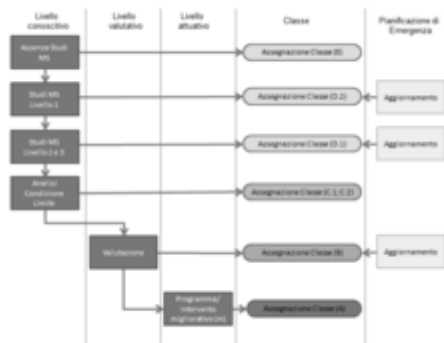 Livello
conoscitivo
Livello
valutativo
Livello
attuativo
Classe
Pianificazione di
Emergenza
Assenza Studi
MS
Assegnazione Classe (E)
Studi MS
Livello 1
Assegnazione Classe (D.2)
Aggiornamento
Studi MS
Livello 2 e 3
Assegnazione Classe (D.1)
Aggiornamento
Analisi
Condizione
Limite
Assegnazione Classe (C.1, C.2)
Valutazione
Assegnazione Classe (B)
Aggiornamento
Programma/
intervento
migliorativo (m)
Assegnazione Classe (A)